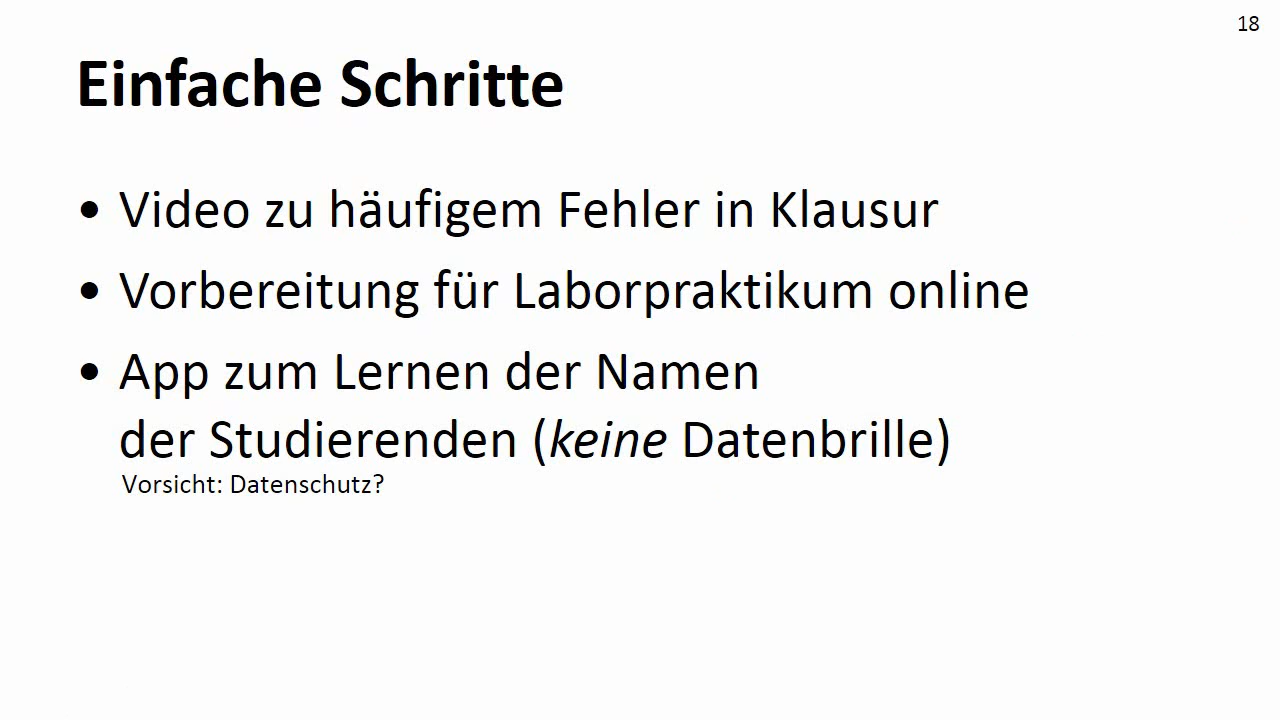 18
Einfache Schritte
• Video zu häufigem Fehler in Klausur
• Vorbereitung für Laborpraktikum online
• App zum Lernen der Namen
der Studierenden (keine Datenbrille)
Vorsicht: Datenschutz?